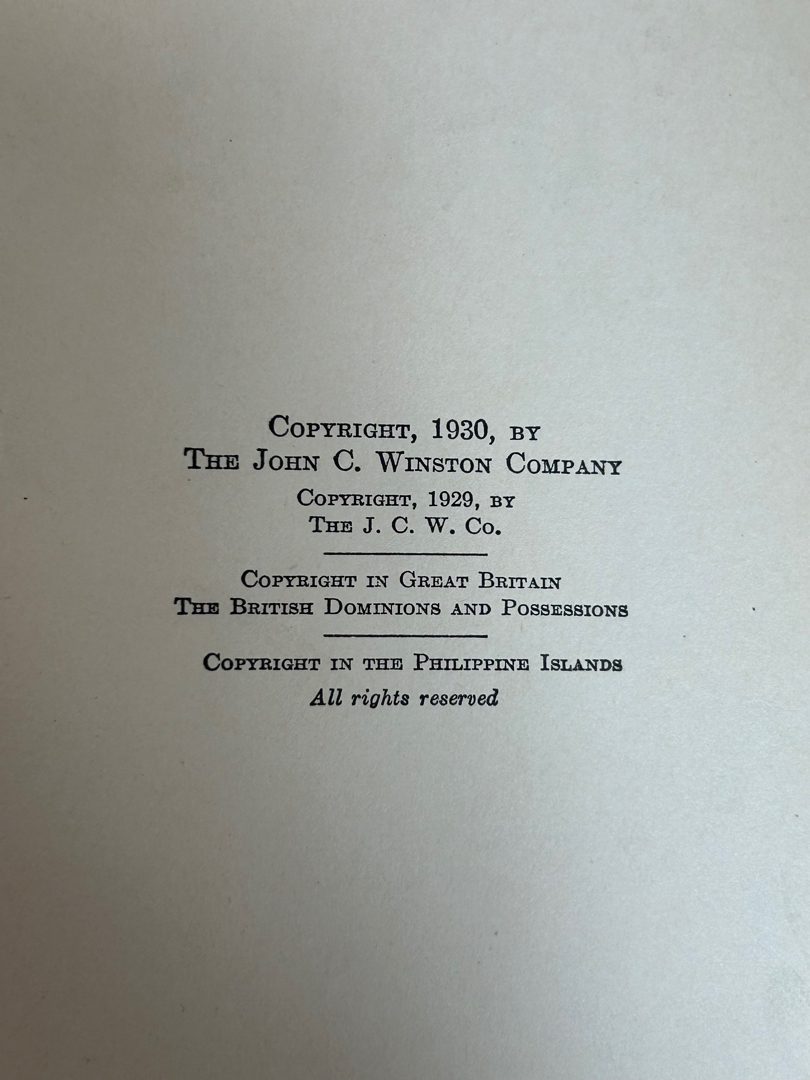 Copyright, 1930, by
The John C. Winston Company
Copyright, 1929, by
The J. C. W. Co.
Copyright in Great Britain
The British Dominions and Possessions
Copyright in the Philippine Islands
All rights reserved